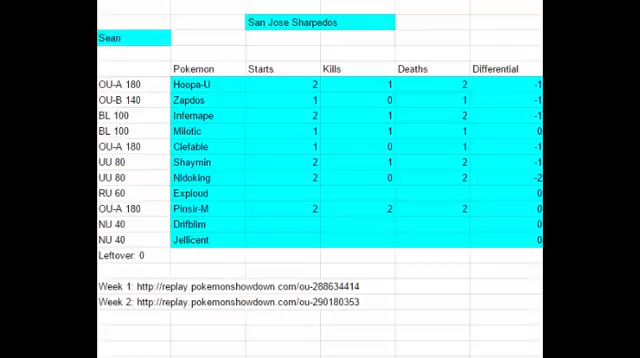 San Jose Sharpedos
Sean
Pokemon Starts Kills Deaths Differential
OU-A 180 Hoopa-U 2 1 2 -1
OU-B 140 Zapdos 1 0 1 -1
BL 100 Infernape 2 1 2 -1
BL 100 Milotic 1 1 1 0
OU-A 180 Clefable 1 0 1 -1
UU 80 Shaymin 2 1 2 -1
UU 80 Nidoking 2 0 2 -2
RU 60 Exploud 0
OU-A 180 Pinsir-M 2 2 2 0
NU 40 Drifblim 0
NU 40 Jellicent 0
Leftover: 0
Week 1: http://replay.pokemonshowdown.com/ou-288634414
Week 2: http://replay.pokemonshowdown.com/ou-290180353